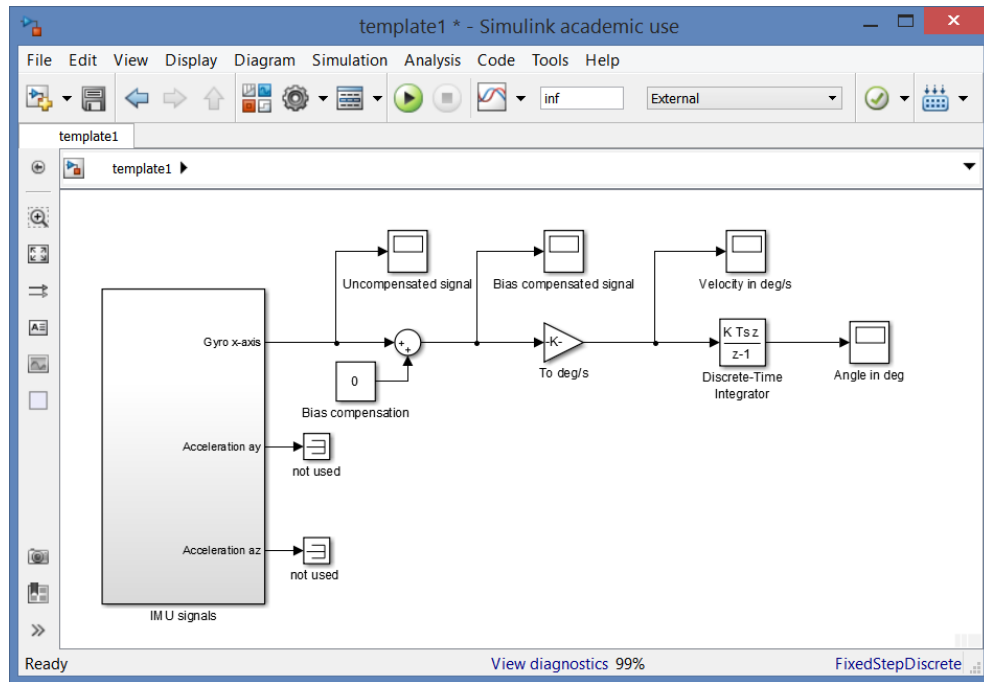 template1 * - Simulink academic use
File Edit View Display Diagram Simulation Analysis Code Tools Help
inf External
template1
template1
Uncompensated signal Bias compensated signal Velocity in deg/s
Gyro x-axis
+
+
-K-
K Ts z
z-1
To deg/s
Discrete-Time
Integrator
Angle in deg
0
Bias compensation
Acceleration ay
not used
Acceleration az
not used
IMU signals
Ready View diagnostics 99% FixedStepDiscrete